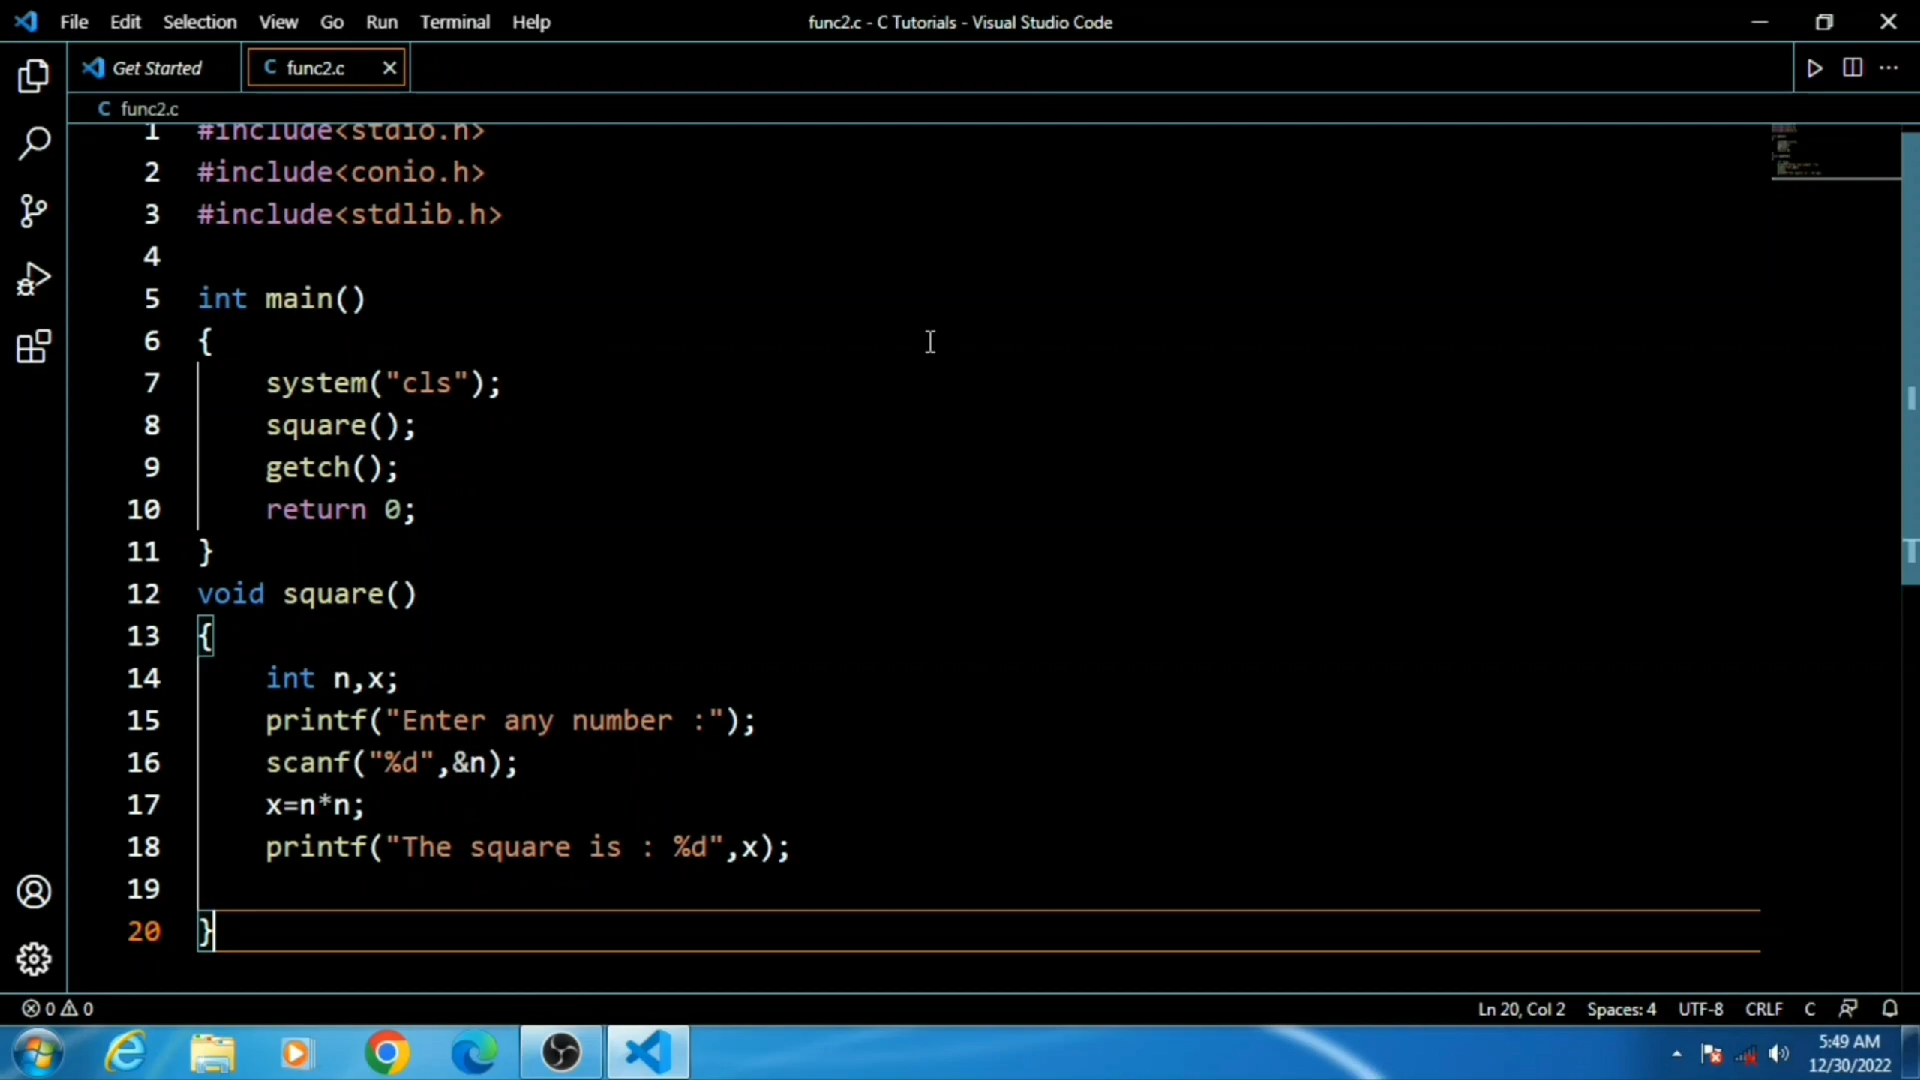 File Edit Selection View Go Run Terminal Help func2.c - C Tutorials - Visual Studio Code
Get Started C func2.c
C func2.c
1 #include<stdio.h>
2 #include<conio.h>
3 #include<stdlib.h>
4
5 int main()
6 {
7 system("cls");
8 square();
9 getch();
10 return 0;
11 }
12 void square()
13 {
14 int n,x;
15 printf("Enter any number :");
16 scanf("%d",&n);
17 x=n*n;
18 printf("The square is : %d",x);
19
20 }
0 0 Ln 20, Col 2 Spaces: 4 UTF-8 CRLF C
5:49 AM
12/30/2022